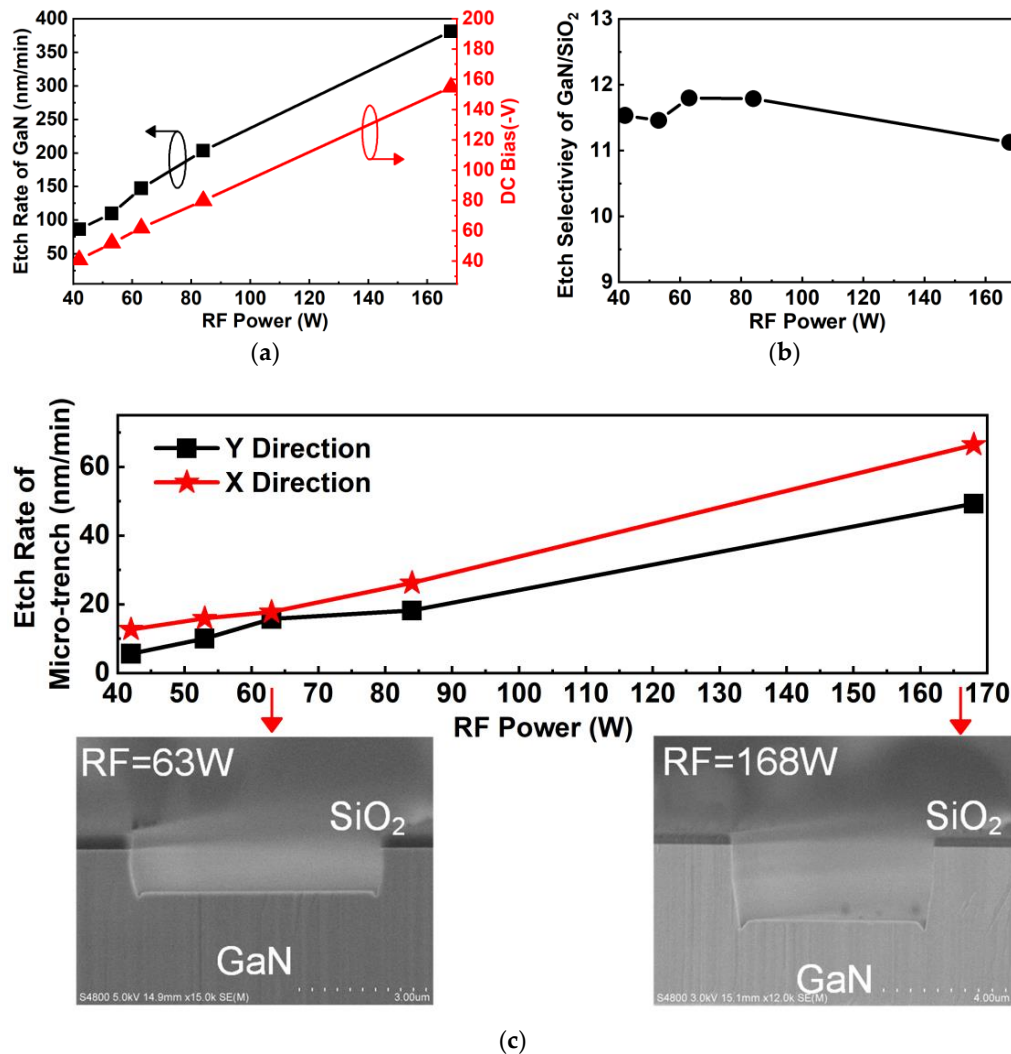 (a)
Etch Rate of GaN (nm/min)
400
350
300
250
200
150
100
50
40 60 80 100 120 140 160
RF Power (W)
200
180
160
140
120
100
80
60
40
DC Bias(-V)
(b)
Etch Selectiviey of GaN/SiO2
13
12
11
10
9
40 60 80 100 120 140 160
RF Power (W)
Etch Rate of
Micro-trench (nm/min)
60
40
20
0
Y Direction
X Direction
40 50 60 70 80 90 100 110 120 130 140 150 160 170
RF Power (W)
RF=63W
SiO2
GaN
S4800 5.0kV 14.9mm x15.0k SE(M)
3.00um
RF=168W
SiO2
GaN
S4800 3.0kV 15.1mm x12.0k SE(M)
4.00um
(c)